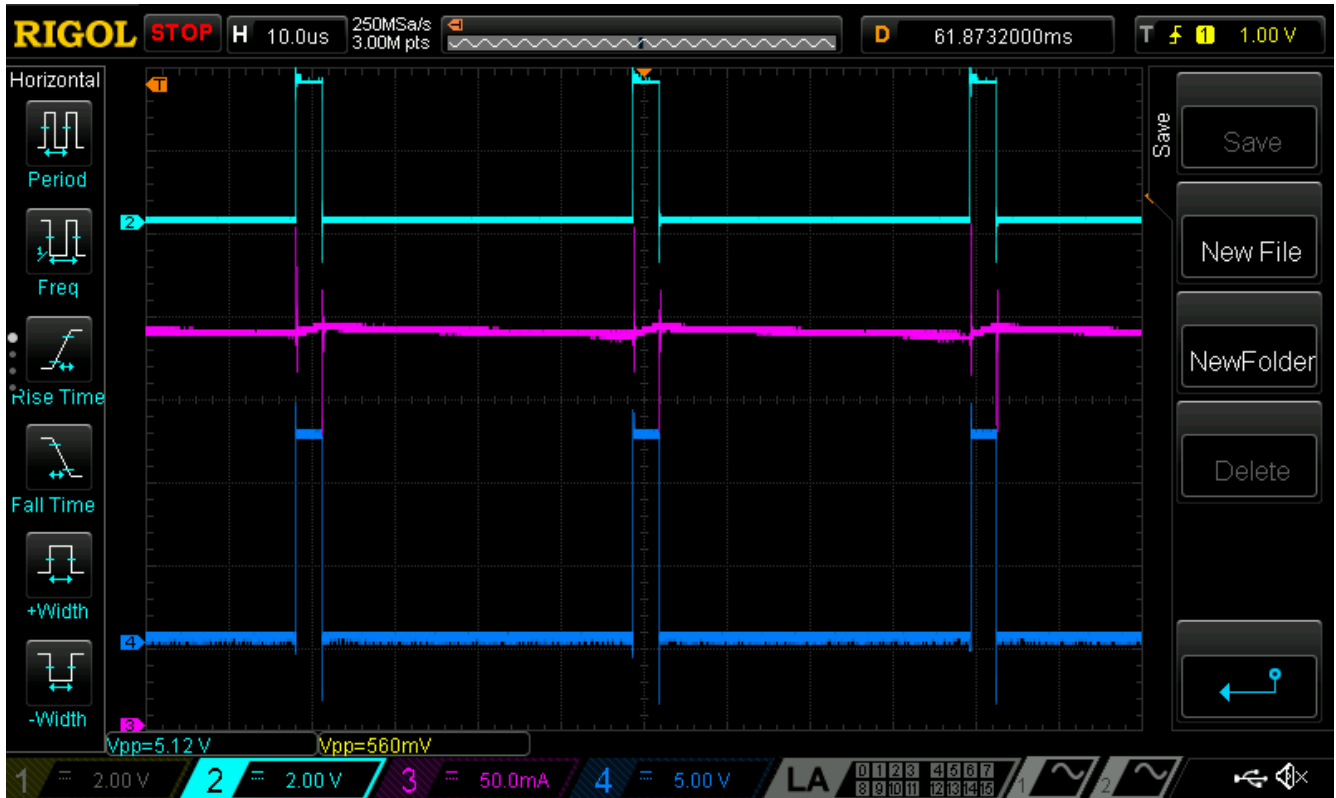 RIGOL STOP H 10.0us 250MSa/s 3.00M pts D 61.8732000ms T 1 1.00 V
Horizontal
T
Period
Freq
Rise Time
Fall Time
+Width
-Width
2
4
3
Save
Save
New File
NewFolder
Delete
Vpp=5.12 V Vpp=560mV
1 2.00 V 2 2.00 V 3 50.0mA 4 5.00 V LA 0 1 2 3 4 5 6 7 1 2
8 9 10 11 12 13 14 15